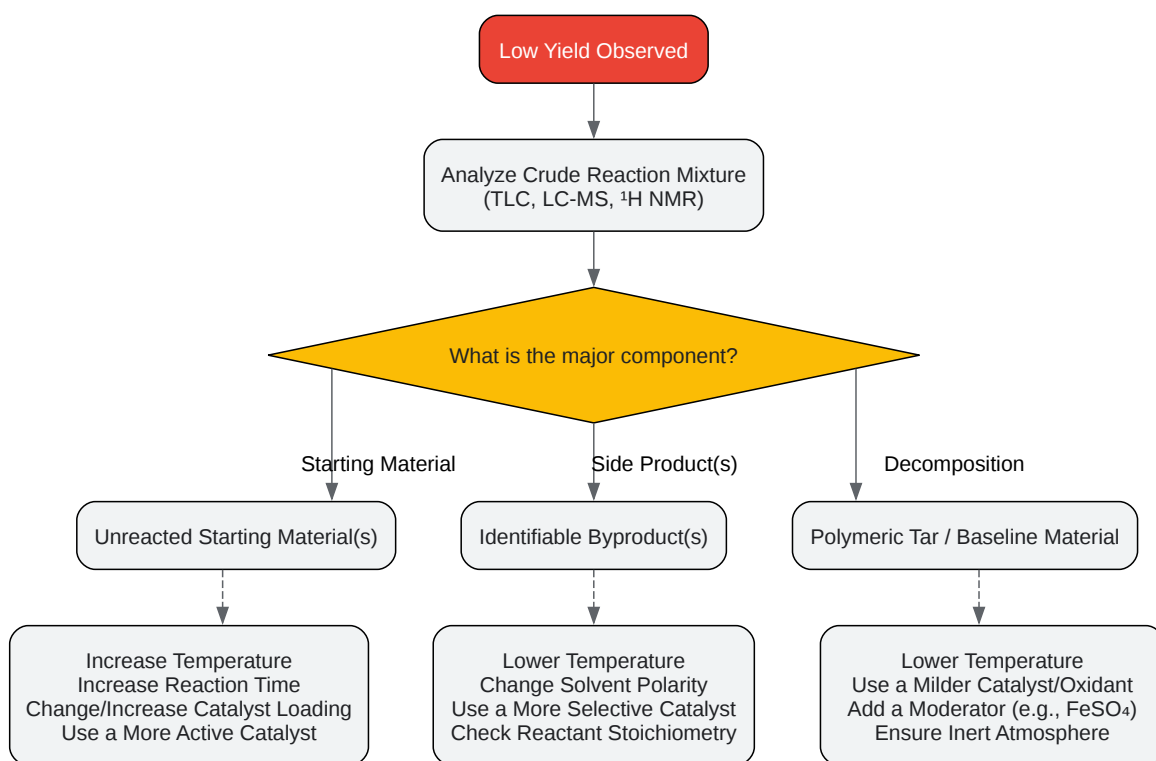 Low Yield Observed
Analyze Crude Reaction Mixture
(TLC, LC-MS, ¹H NMR)
What is the major component?
Starting Material
Side Product(s)
Decomposition
Unreacted Starting Material(s)
Identifiable Byproduct(s)
Polymeric Tar / Baseline Material
Increase Temperature
Increase Reaction Time
Change/Increase Catalyst Loading
Use a More Active Catalyst
Lower Temperature
Change Solvent Polarity
Use a More Selective Catalyst
Check Reactant Stoichiometry
Lower Temperature
Use a Milder Catalyst/Oxidant
Add a Moderator (e.g., FeSO₄)
Ensure Inert Atmosphere